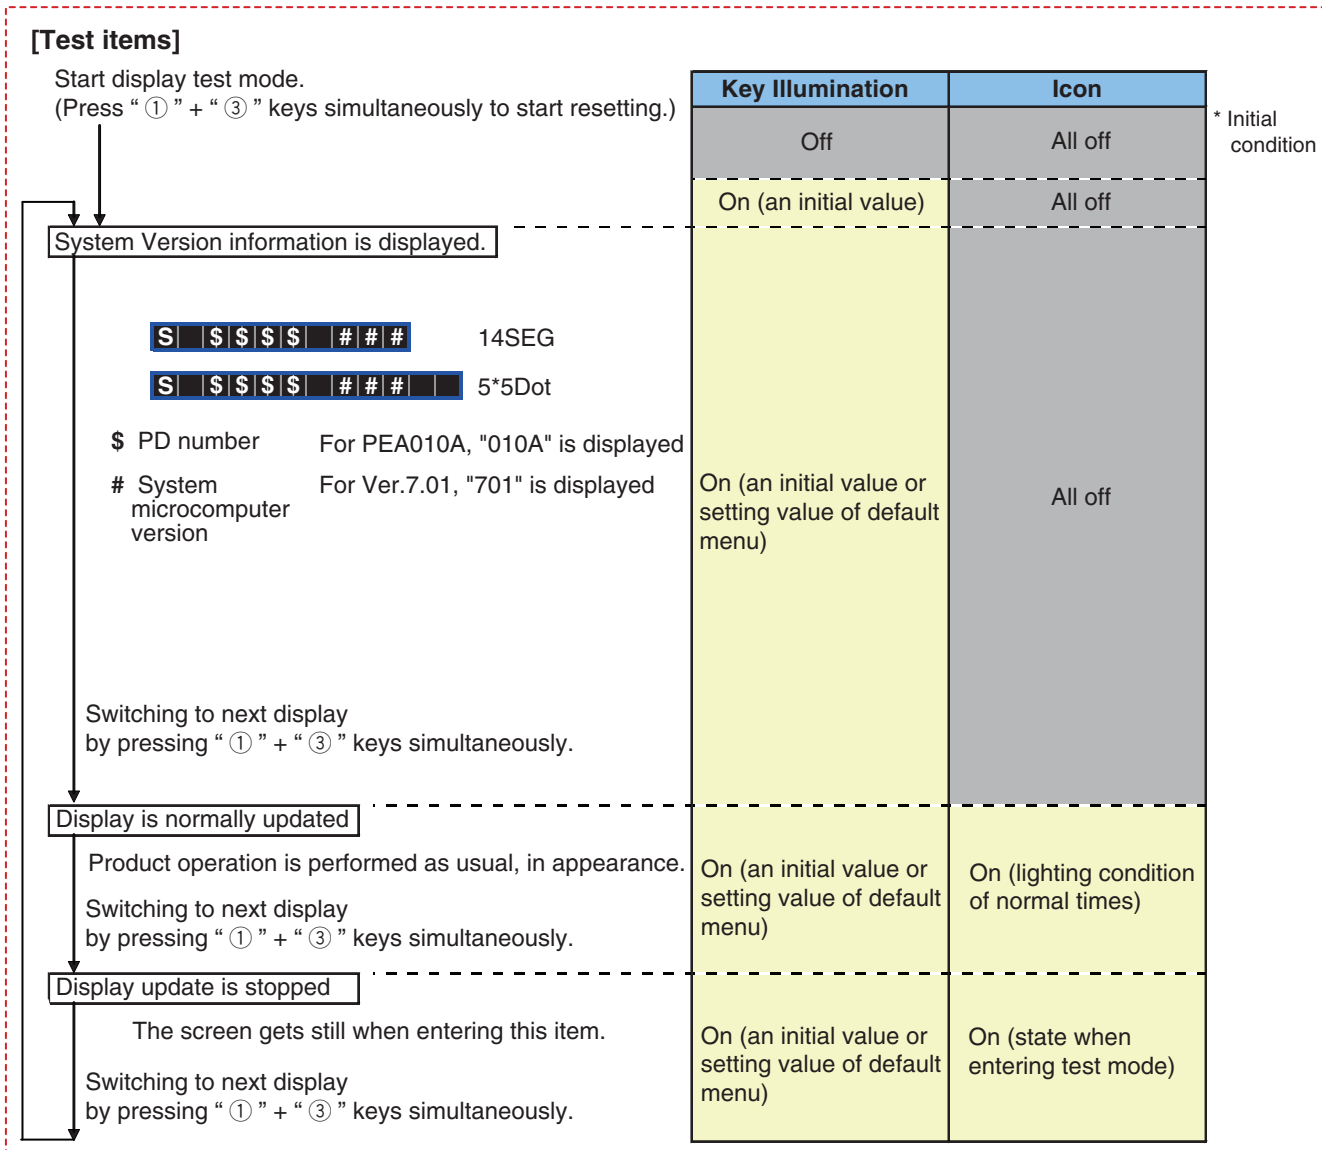 [Test items]
Start display test mode.
(Press “ ① ” + “ ③ ” keys simultaneously to start resetting.)
Key Illumination Icon
Off All off
* Initial
condition
On (an initial value) All off
System Version information is displayed.
S $ $ $ $ # # # 14SEG
S $ $ $ $ # # # 5*5Dot
$ PD number For PEA010A, "010A" is displayed
# System For Ver.7.01, "701" is displayed
microcomputer
version
On (an initial value or
setting value of default
menu)
All off
Switching to next display
by pressing “ ① ” + “ ③ ” keys simultaneously.
Display is normally updated
Product operation is performed as usual, in appearance.
Switching to next display
by pressing “ ① ” + “ ③ ” keys simultaneously.
On (an initial value or
setting value of default
menu)
On (lighting condition
of normal times)
Display update is stopped
The screen gets still when entering this item.
Switching to next display
by pressing “ ① ” + “ ③ ” keys simultaneously.
On (an initial value or
setting value of default
menu)
On (state when
entering test mode)